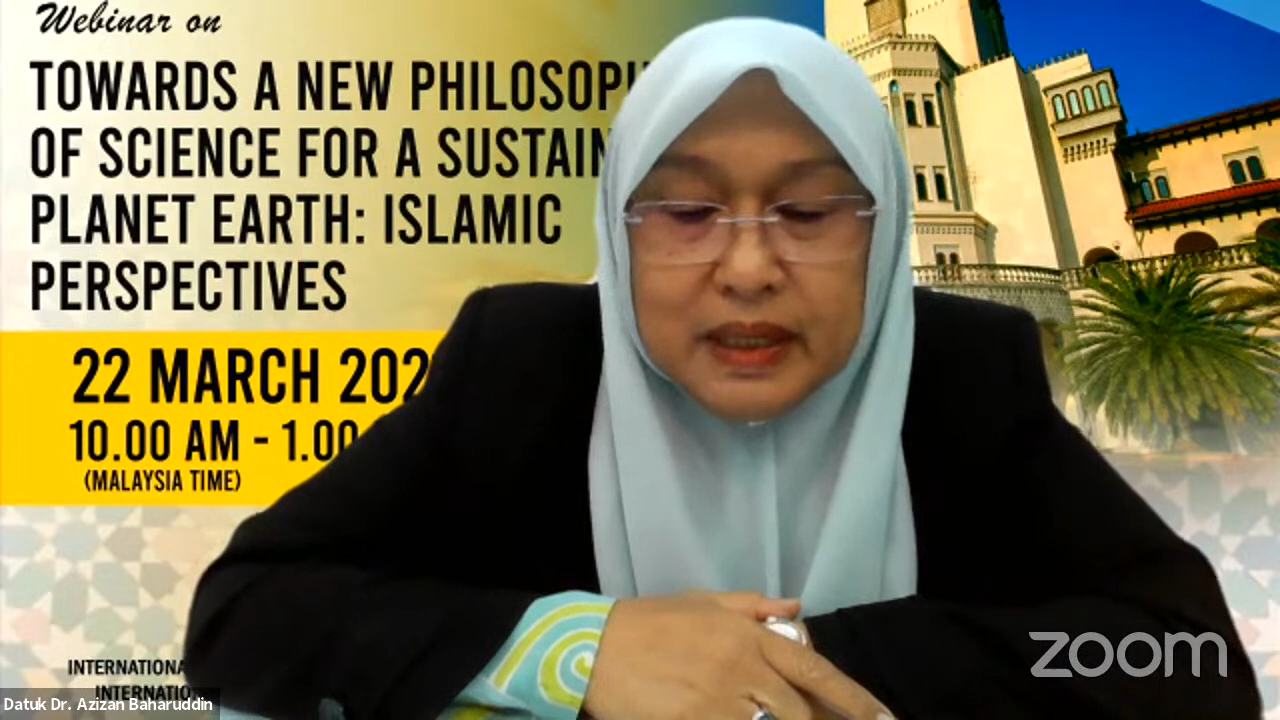 Webinar on
TOWARDS A NEW PHILOSOP
OF SCIENCE FOR A SUSTAIN
PLANET EARTH: ISLAMIC
PERSPECTIVES
22 MARCH 202
10.00 AM - 1.00
(MALAYSIA TIME)
INTERNATIONA
INTERNATIO
Datuk Dr. Azizan Baharuddin
zoom